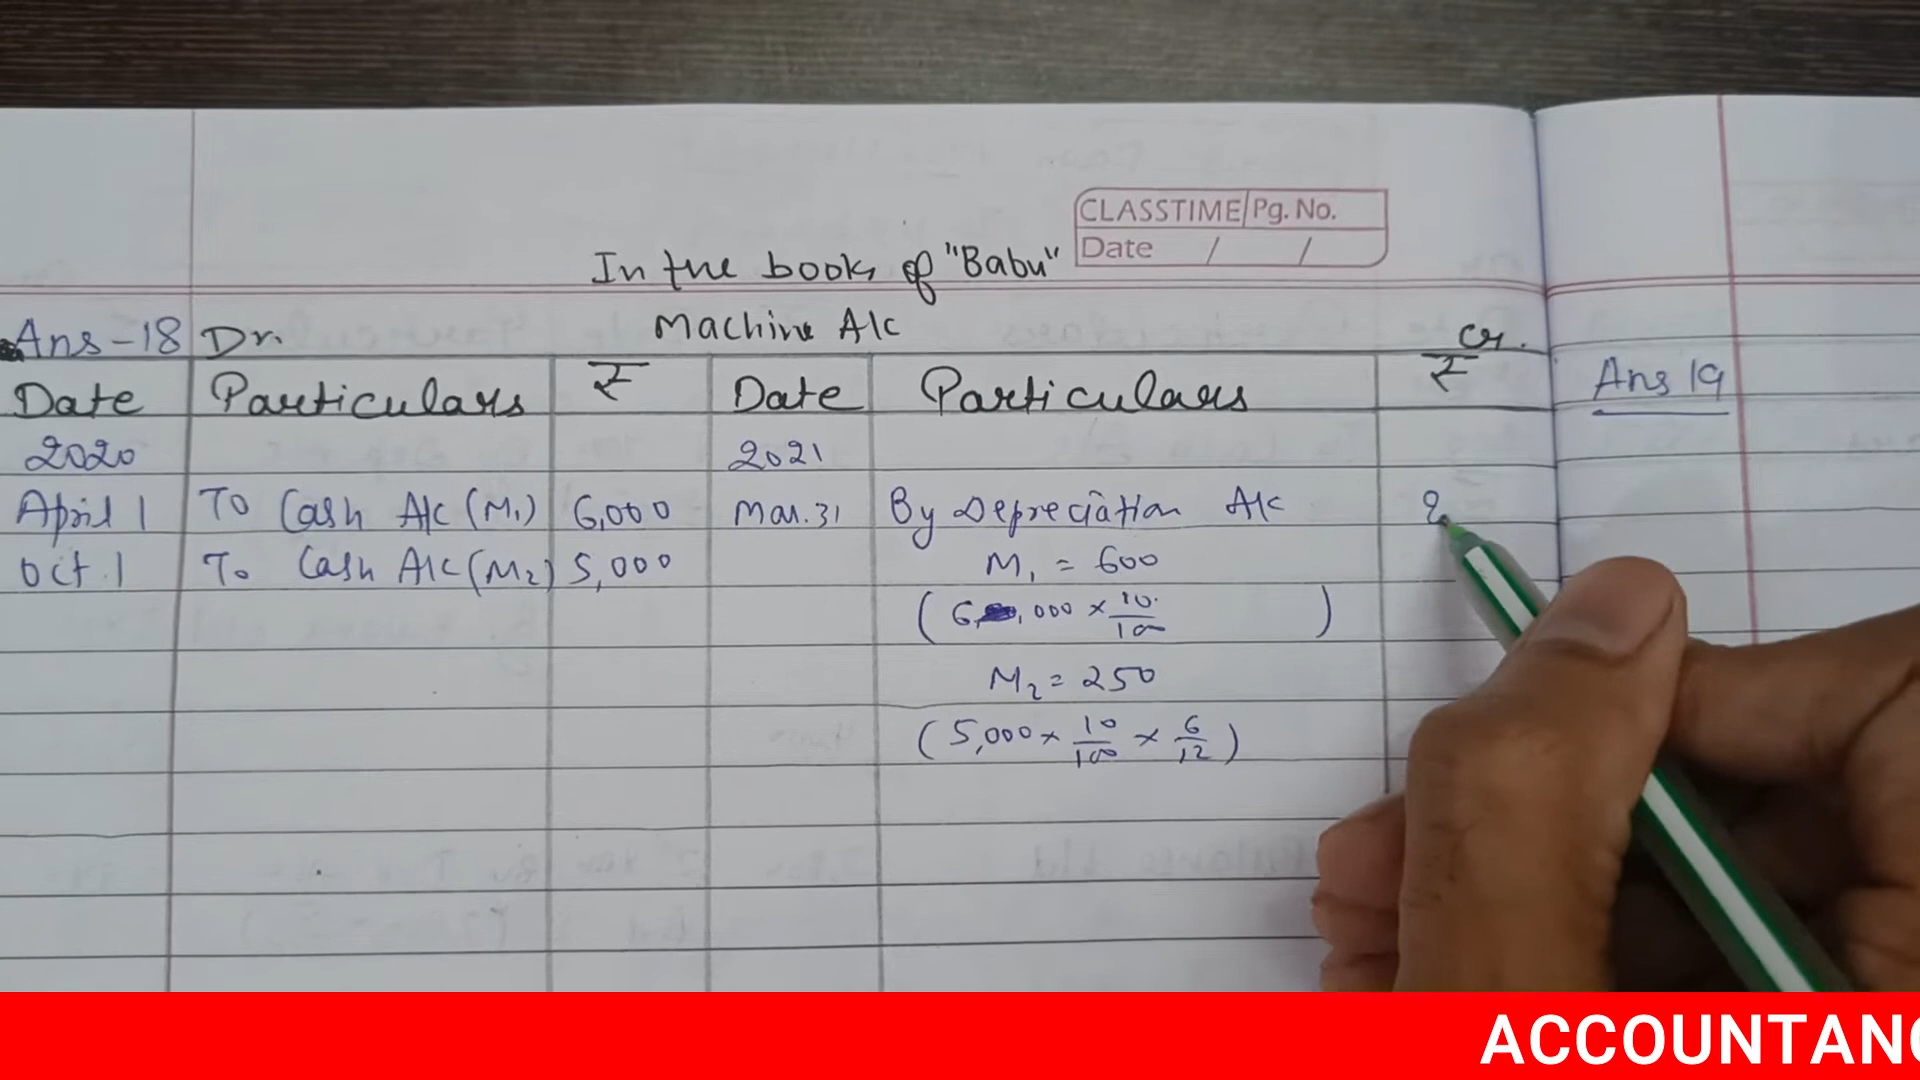 CLASSTIME Pg. No.
Date / /
In the book of "Babu"
Machine A/c
Ans-18 Dr. Cr.
Date Particulars ₹ Date Particulars ₹
Ans 19
2020 2021
April 1 To Cash A/c (M₁) 6,000 Mar. 31 By Depreciation A/c 8
Oct. 1 To Cash A/c (M₂) 5,000 M₁ = 600
(6,000 × 10/100 )
M₂ = 250
(5,000 × 10/100 × 6/12)
ACCOUNTAN